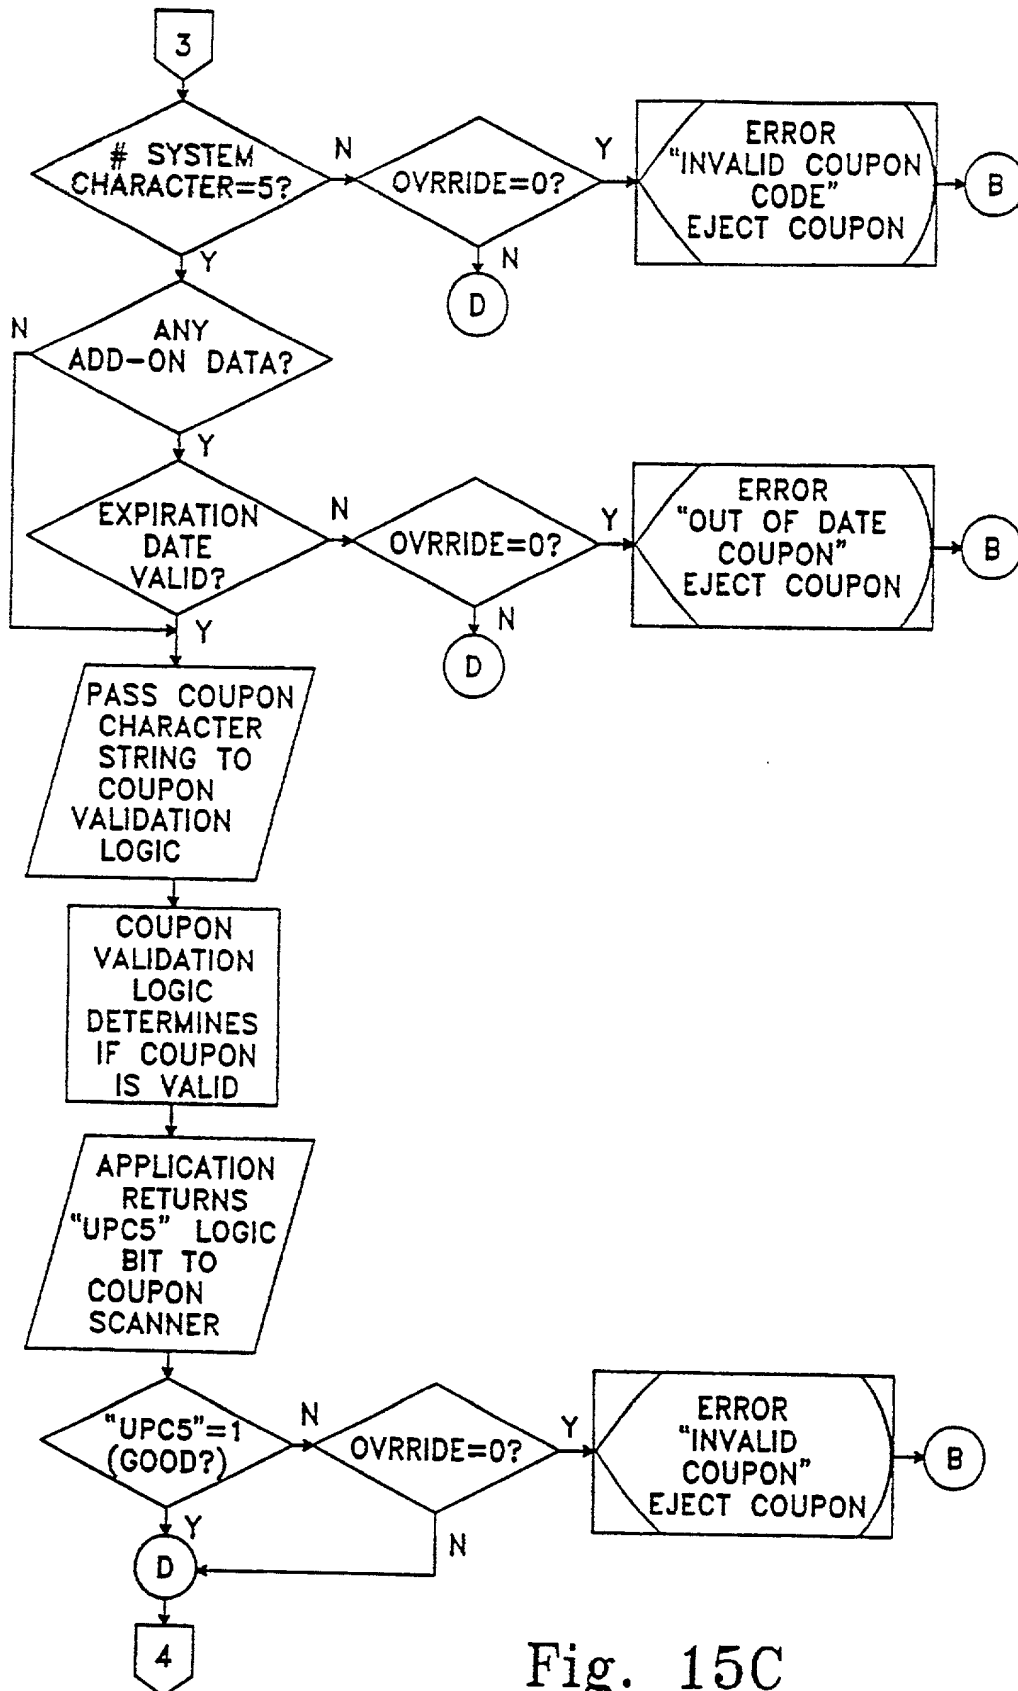 3
# SYSTEM
CHARACTER=5?
N
OVRRIDE=0?
Y
ERROR
"INVALID COUPON
CODE"
EJECT COUPON
B
Y
N
D
N
ANY
ADD-ON DATA?
Y
EXPIRATION
DATE
VALID?
N
OVRRIDE=0?
Y
ERROR
"OUT OF DATE
COUPON"
EJECT COUPON
B
Y
N
D
PASS COUPON
CHARACTER
STRING TO
COUPON
VALIDATION
LOGIC
COUPON
VALIDATION
LOGIC
DETERMINES
IF COUPON
IS VALID
APPLICATION
RETURNS
"UPC5" LOGIC
BIT TO
COUPON
SCANNER
"UPC5"=1
(GOOD?)
N
OVRRIDE=0?
Y
ERROR
"INVALID
COUPON"
EJECT COUPON
B
Y
N
D
4
Fig. 15C